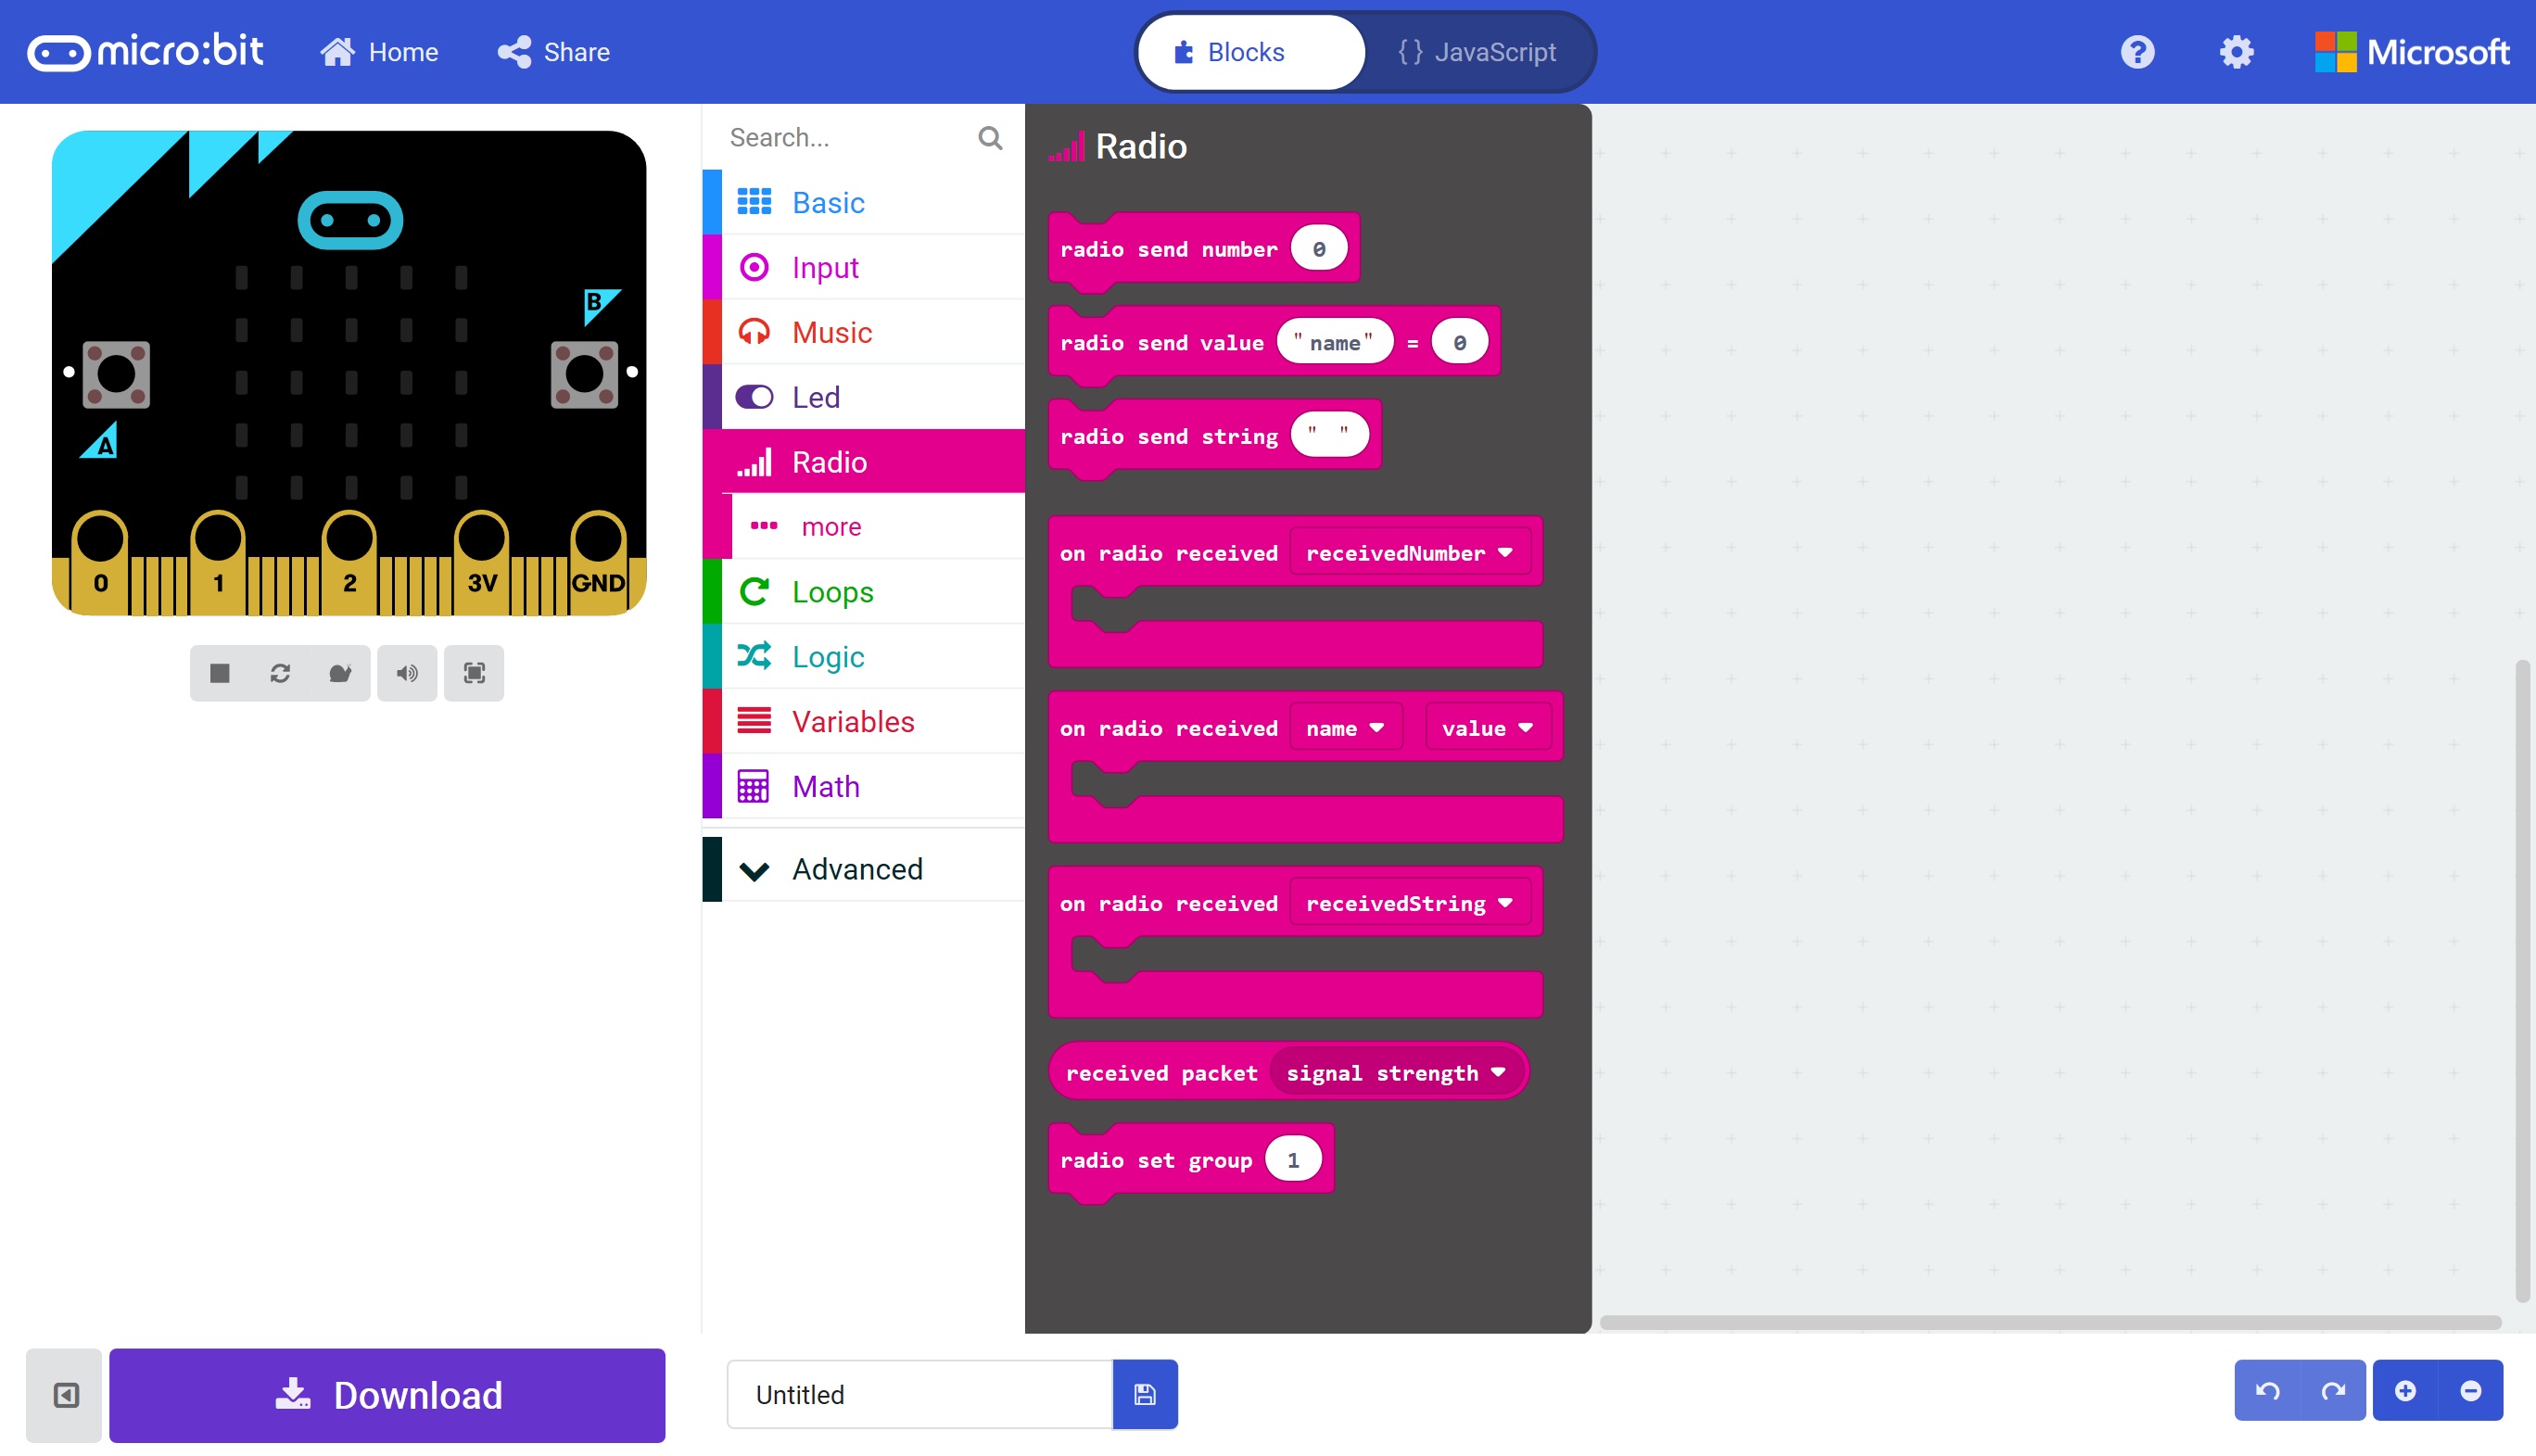 micro:bit
Home
Share
Blocks
{} JavaScript
Microsoft
B
A
0
1
2
3V
GND
Search...
Basic
Input
Music
Led
Radio
more
Loops
Logic
Variables
Math
Advanced
Radio
radio send number 0
radio send value "name" = 0
radio send string " "
on radio received receivedNumber
on radio received name value
on radio received receivedString
received packet signal strength
radio set group 1
Download
Untitled